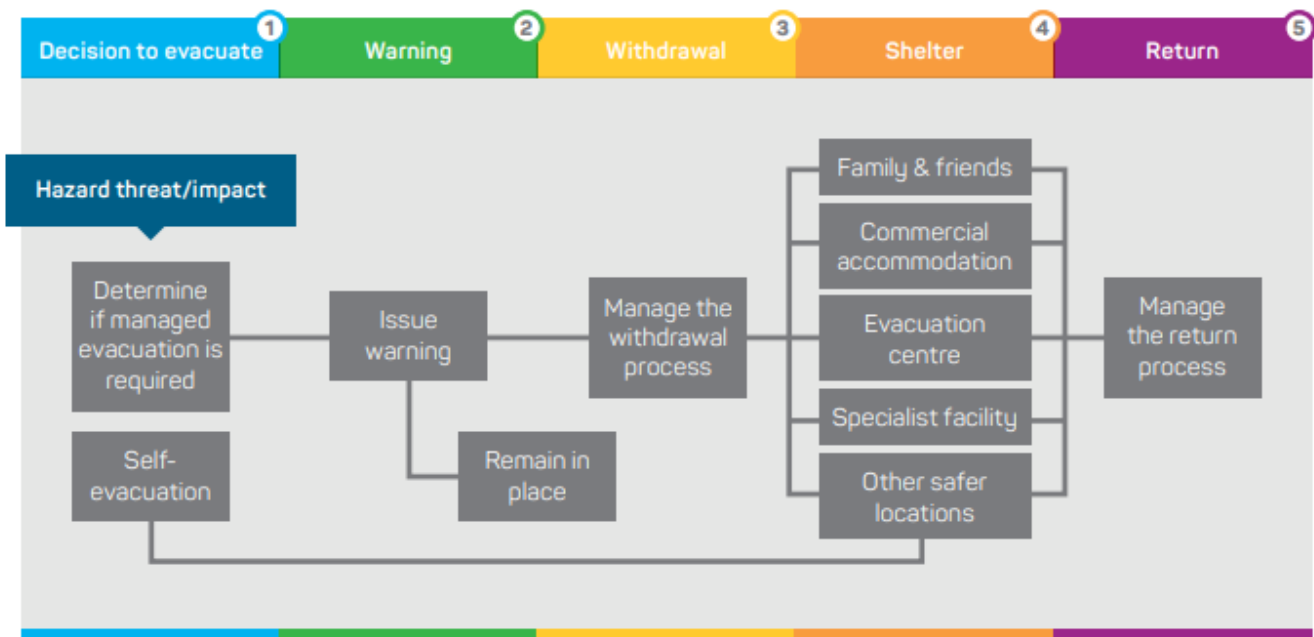 Decision to evacuate
1
Warning
2
Withdrawal
3
Shelter
4
Return
5
Hazard threat/impact
Determine
if managed
evacuation is
required
Self-
evacuation
Issue
warning
Remain in
place
Manage the
withdrawal
process
Family & friends
Commercial
accommodation
Evacuation
centre
Specialist facility
Other safer
locations
Manage
the return
process